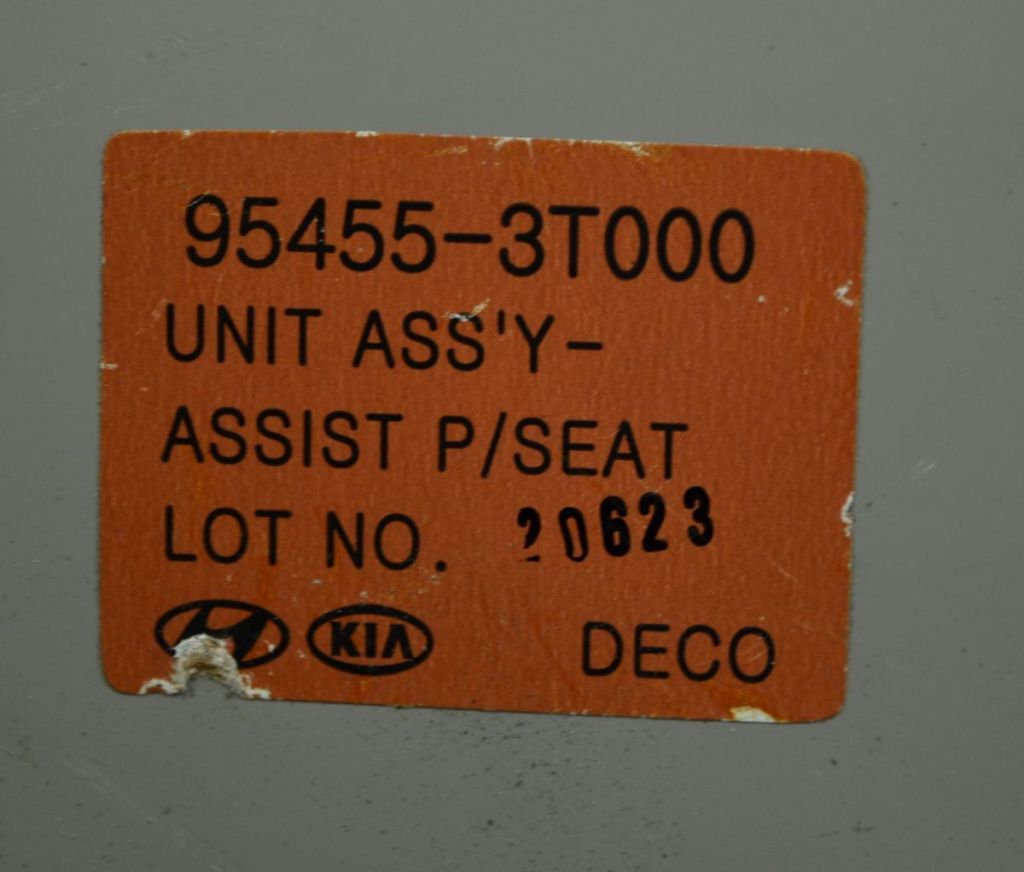 95455-3T000
UNIT ASS'Y-
ASSIST P/SEAT
LOT NO. 20623
KIA DECO